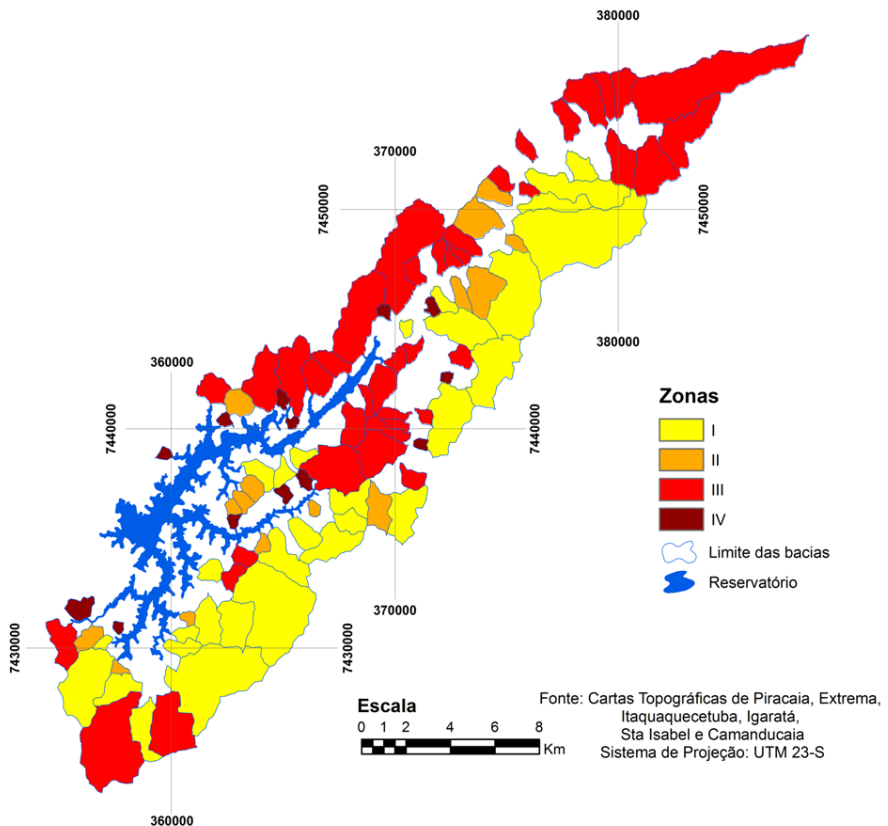 380000
370000
7450000
7450000
360000
380000
7440000
7440000
370000
7430000
7430000
360000
Zonas
I
II
III
IV
Limite das bacias
Reservatório
Escala
0 1 2 4 6 8
Km
Fonte: Cartas Topográficas de Piracaia, Extrema,
Itaquaquecetuba, Igaratá,
Sta Isabel e Camanducaia
Sistema de Projeção: UTM 23-S